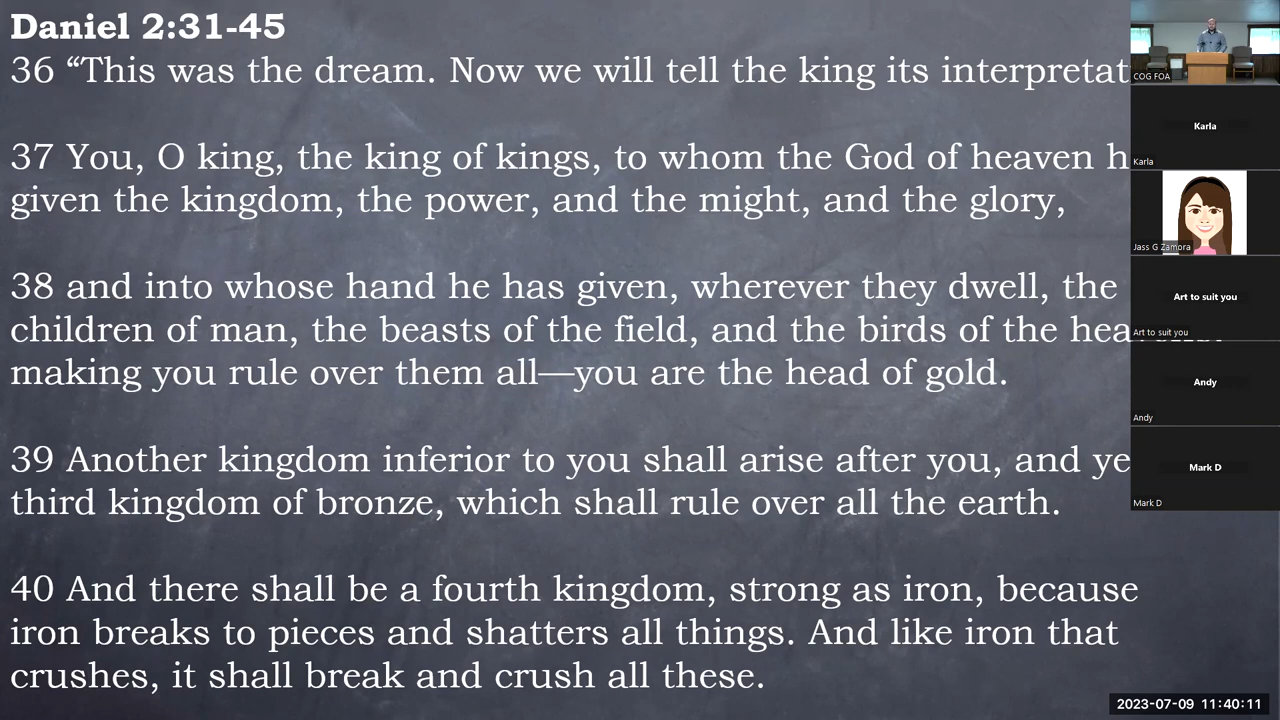 Daniel 2:31-45
36 “This was the dream. Now we will tell the king its interpretat
37 You, O king, the king of kings, to whom the God of heaven h
given the kingdom, the power, and the might, and the glory,
38 and into whose hand he has given, wherever they dwell, the
children of man, the beasts of the field, and the birds of the
making you rule over them all—you are the head of gold.
39 Another kingdom inferior to you shall arise after you, and ye
third kingdom of bronze, which shall rule over all the earth.
40 And there shall be a fourth kingdom, strong as iron, because
iron breaks to pieces and shatters all things. And like iron that
crushes, it shall break and crush all these.
COG FOA
Karla
Karla
Jass G Zamora
Art to suit you
Art to suit you
Andy
Andy
Mark D
Mark D
2023-07-09 11:40:11